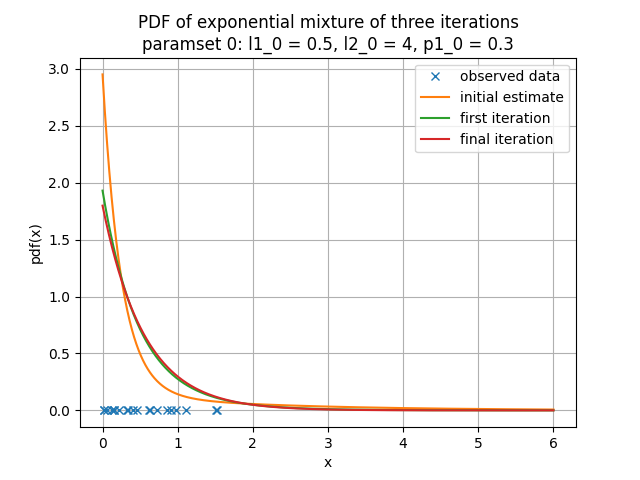 PDF of exponential mixture of three iterations
paramset 0: l1_0 = 0.5, l2_0 = 4, p1_0 = 0.3
observed data
initial estimate
first iteration
final iteration
3.0
2.5
2.0
1.5
1.0
0.5
0.0
pdf(x)
0 1 2 3 4 5 6
x